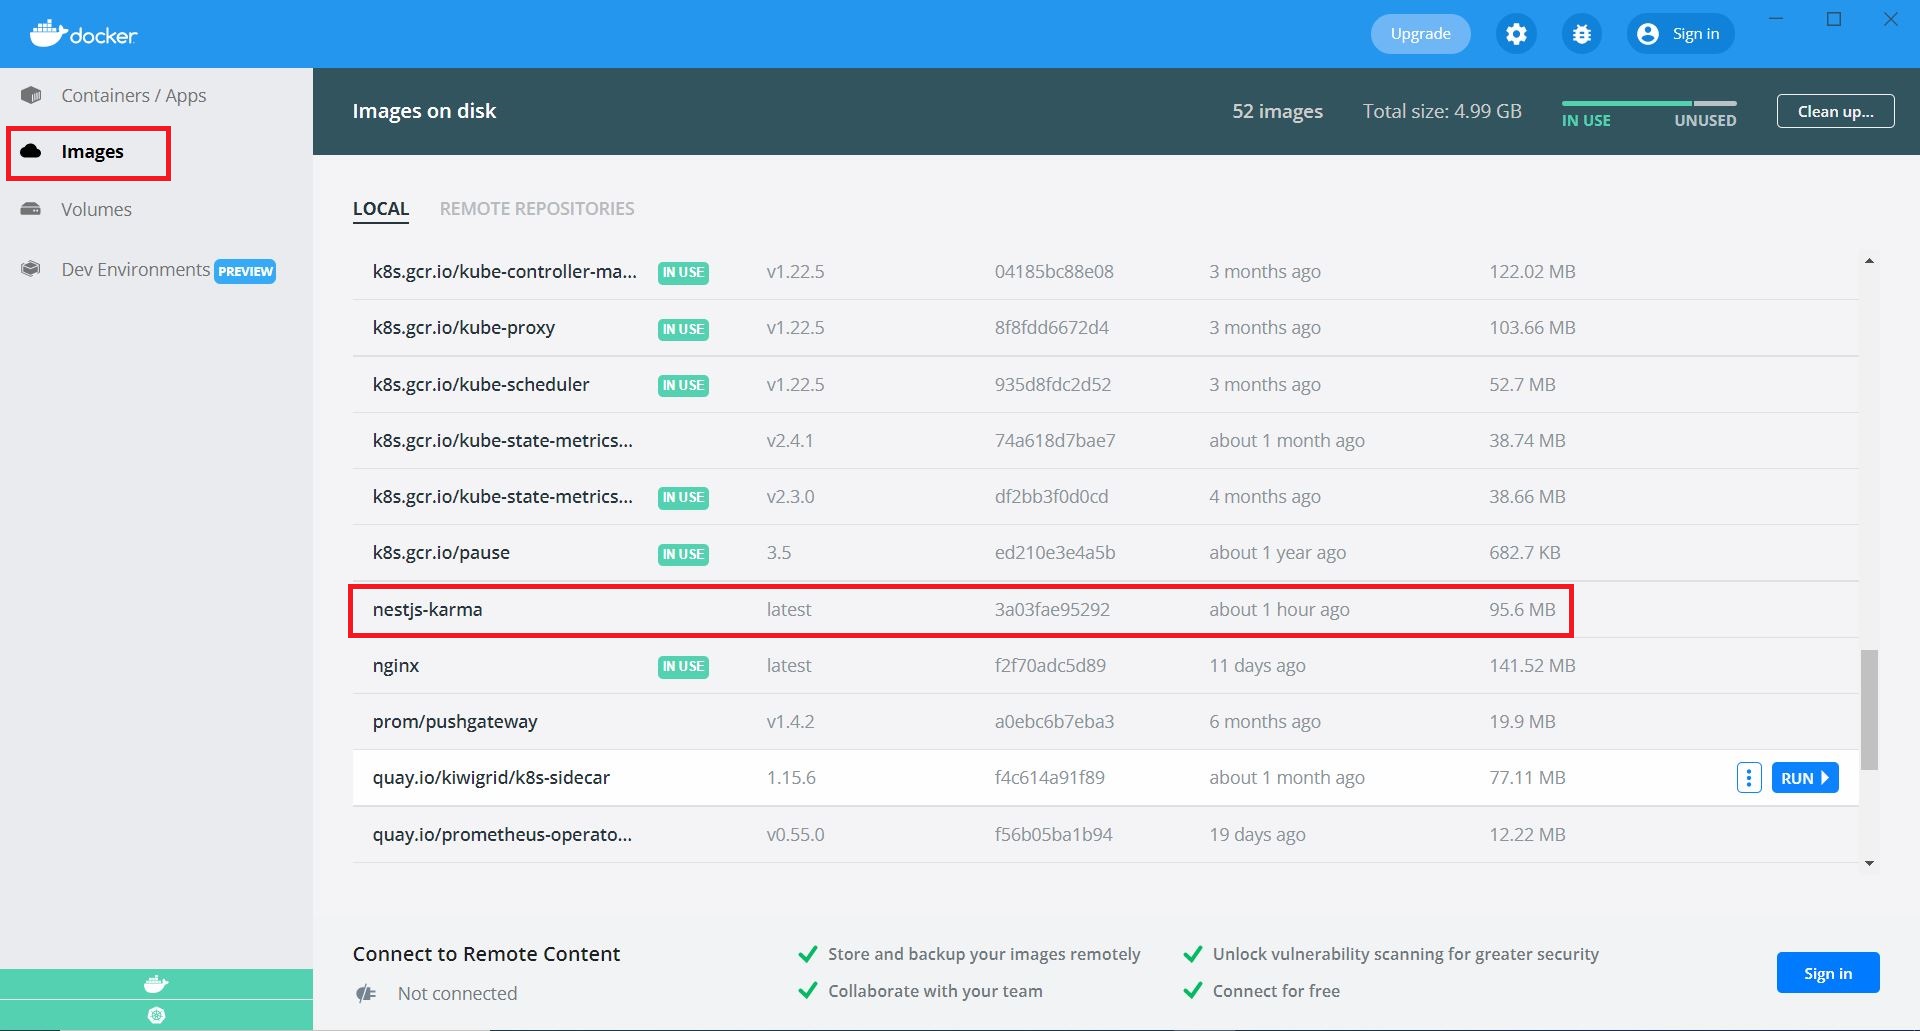 docker
Upgrade
Sign in
Containers / Apps
Images
Volumes
Dev Environments PREVIEW
Images on disk
52 images
Total size: 4.99 GB
IN USE
UNUSED
Clean up...
LOCAL REMOTE REPOSITORIES
k8s.gcr.io/kube-controller-ma... IN USE v1.22.5 04185bc88e08 3 months ago 122.02 MB
k8s.gcr.io/kube-proxy IN USE v1.22.5 8f8fdd6672d4 3 months ago 103.66 MB
k8s.gcr.io/kube-scheduler IN USE v1.22.5 935d8fdc2d52 3 months ago 52.7 MB
k8s.gcr.io/kube-state-metrics... v2.4.1 74a618d7bae7 about 1 month ago 38.74 MB
k8s.gcr.io/kube-state-metrics... IN USE v2.3.0 df2bb3f0d0cd 4 months ago 38.66 MB
k8s.gcr.io/pause IN USE 3.5 ed210e3e4a5b about 1 year ago 682.7 KB
nestjs-karma latest 3a03fae95292 about 1 hour ago 95.6 MB
nginx IN USE latest f2f70adc5d89 11 days ago 141.52 MB
prom/pushgateway v1.4.2 a0ebc6b7eba3 6 months ago 19.9 MB
quay.io/kiwigrid/k8s-sidecar 1.15.6 f4c614a91f89 about 1 month ago 77.11 MB RUN
quay.io/prometheus-operato... v0.55.0 f56b05ba1b94 19 days ago 12.22 MB
Connect to Remote Content
Not connected
Store and backup your images remotely
Collaborate with your team
Unlock vulnerability scanning for greater security
Connect for free
Sign in